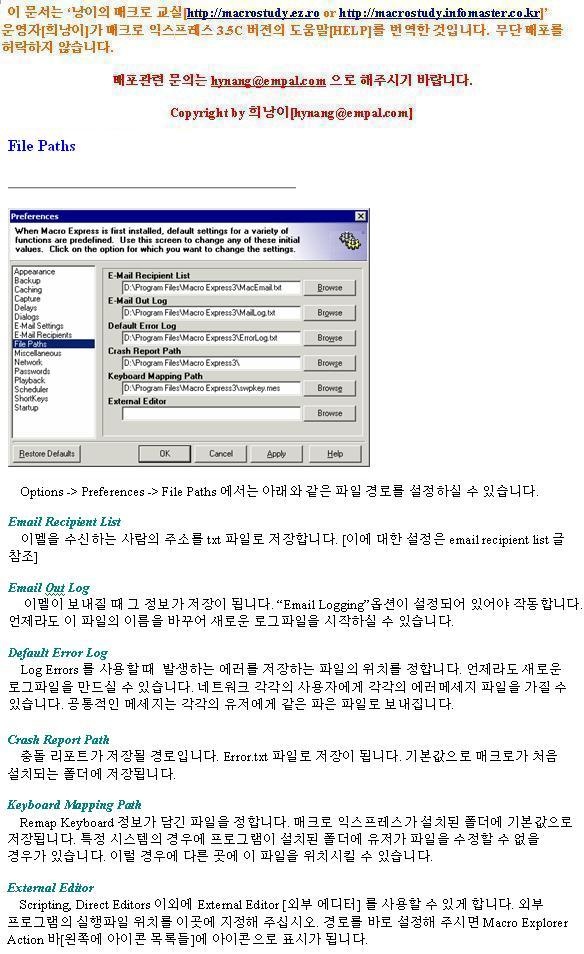 이 문서는 ‘낭이의 매크로 교실[http://macrostudy.ez.ro or http://macrostudy.infomaster.co.kr]’
운영자[희낭이]가 매크로 익스프레스 3.5C 버젼의 도움말[HELP]를 번역한 것입니다. 무단 배포를
허락하지 않습니다.
배포관련 문의는 hynang@empal.com 으로 해주시기 바랍니다.
Copyright by 희낭이[hynang@empal.com]
File Paths
Preferences
When Macro Express is first installed, default settings for a variety of
functions are predefined. Use this screen to change any of these initial
values. Click on the option for which you want to change the settings.
Appearance
Backup
Caching
Capture
Delays
Dialogs
E-Mail Settings
E-Mail Recipients
File Paths
Miscellaneous
Network
Passwords
Playback
Scheduler
ShortKeys
Startup
E-Mail Recipient List
D:\Program Files\Macro Express3\MacEmail.txt Browse
E-Mail Out Log
D:\Program Files\Macro Express3\MailLog.txt Browse
Default Error Log
D:\Program Files\Macro Express3\ErrorLog.txt Browse
Crash Report Path
D:\Program Files\Macro Express3\ Browse
Keyboard Mapping Path
D:\Program Files\Macro Express3\swpkey.mes Browse
External Editor
Browse
Restore Defaults OK Cancel Apply Help
Options -> Preferences -> File Paths 에서는 아래와 같은 파일 경로를 설정하실 수 있습니다.
Email Recipient List
이멜을 수신하는 사람의 주소를 txt 파일로 저장합니다. [이에 대한 설정은 email recipient list 글
참조]
Email Out Log
이멜이 보내질 때 그 정보가 저장이 됩니다. “Email Logging”옵션이 설정되어 있어야 작동합니다.
언제라도 이 파일의 이름을 바꾸어 새로운 로그파일을 시작하실 수 있습니다.
Default Error Log
Log Errors 를 사용할 때 발생하는 에러를 저장하는 파일의 위치를 정합니다. 언제라도 새로운
로그파일을 만드실 수 있습니다. 네트워크 각각의 사용자에게 각각의 에러메세지 파일을 가질 수
있습니다. 공통적인 메세지는 각각의 유저에게 같은 파은 파일로 보내집니다.
Crash Report Path
충돌 리포트가 저장될 경로입니다. Error.txt 파일로 저장이 됩니다. 기본값으로 매크로가 처음
설치되는 폴더에 저장됩니다.
Keyboard Mapping Path
Remap Keyboard 정보가 담긴 파일을 정합니다. 매크로 익스프레스가 설치된 폴더에 기본값으로
저장됩니다. 특정 시스템의 경우에 프로그램이 설치된 폴더에 유저가 파일을 수정할 수 없을
경우가 있습니다. 이럴 경우에 다른 곳에 이 파일을 위치시킬 수 있습니다.
External Editor
Scripting, Direct Editors 이외에 External Editor [외부 에디터] 를 사용할 수 있게 합니다. 외부
프로그램의 실행파일 위치를 이곳에 지정해 주십시오. 경로를 바로 설정해 주시면 Macro Explorer
Action 바[왼쪽에 아이콘 목록들]에 아이콘으로 표시가 됩니다.